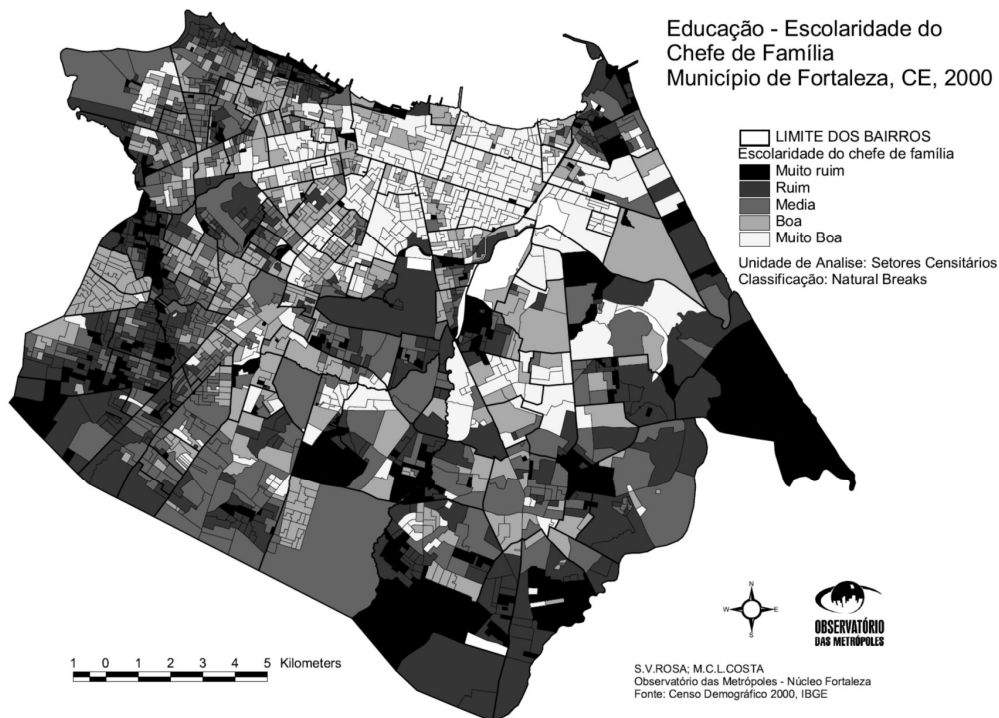 Educação - Escolaridade do
Chefe de Família
Município de Fortaleza, CE, 2000
LIMITE DOS BAIRROS
Escolaridade do chefe de família
Muito ruim
Ruim
Media
Boa
Muito Boa
Unidade de Analise: Setores Censitários
Classificação: Natural Breaks
N
W E
S
OBSERVATÓRIO
DAS METRÓPOLES
1 0 1 2 3 4 5 Kilometers
S.V.ROSA; M.C.L.COSTA
Observatório das Metrópoles - Núcleo Fortaleza
Fonte: Censo Demográfico 2000, IBGE